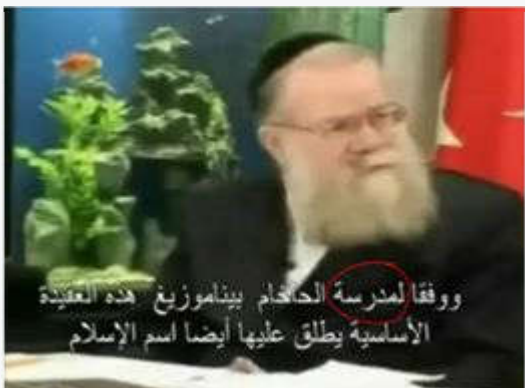 ووفقا لمدرسة الحاخام بيناموزيغ هذه العقيدة
الأساسية يطلق عليها أيضا اسم الإسلام